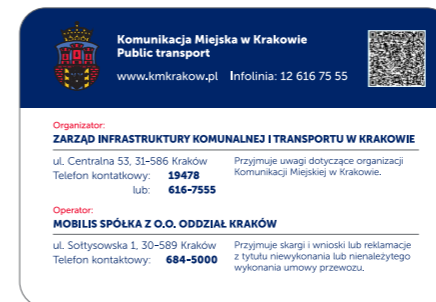 Komunikacja Miejska w Krakowie
Public transport
www.kmkrakow.pl Infolinia: 12 616 75 55
Organizator:
ZARZĄD INFRASTRUKTURY KOMUNALNEJ I TRANSPORTU W KRAKOWIE
ul. Centralna 53, 31-586 Kraków
Telefon kontatkowy: 19478
lub: 616-7555
Przyjmuje uwagi dotyczące organizacji
Komunikacji Miejskiej w Krakowie.
Operator:
MOBILIS SPÓŁKA Z O.O. ODDZIAŁ KRAKÓW
ul. Sołtysowska 1, 30-589 Kraków
Telefon kontaktowy: 684-5000
Przyjmuje skargi i wnioski lub reklamacje
z tytułu niewykonania lub nienależytego
wykonania umowy przewozu.